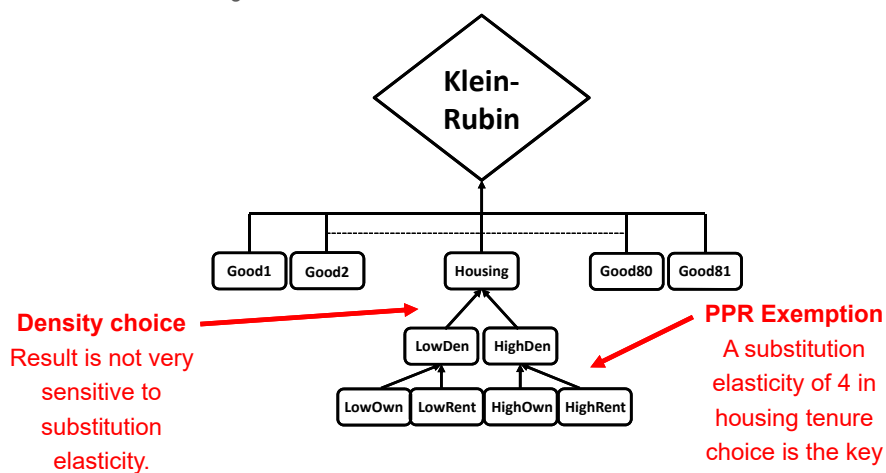 Klein-
Rubin
Good1
Good2
Housing
Good80
Good81
Density choice
Result is not very
sensitive to
substitution
elasticity.
PPR Exemption
A substitution
elasticity of 4 in
housing tenure
choice is the key
LowDen
HighDen
LowOwn
LowRent
HighOwn
HighRent